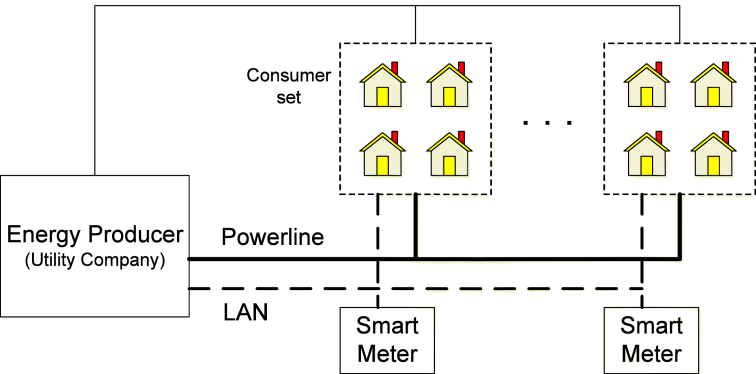 Consumer
set
. . .
Energy Producer
(Utility Company)
Powerline
LAN
Smart
Meter
Smart
Meter